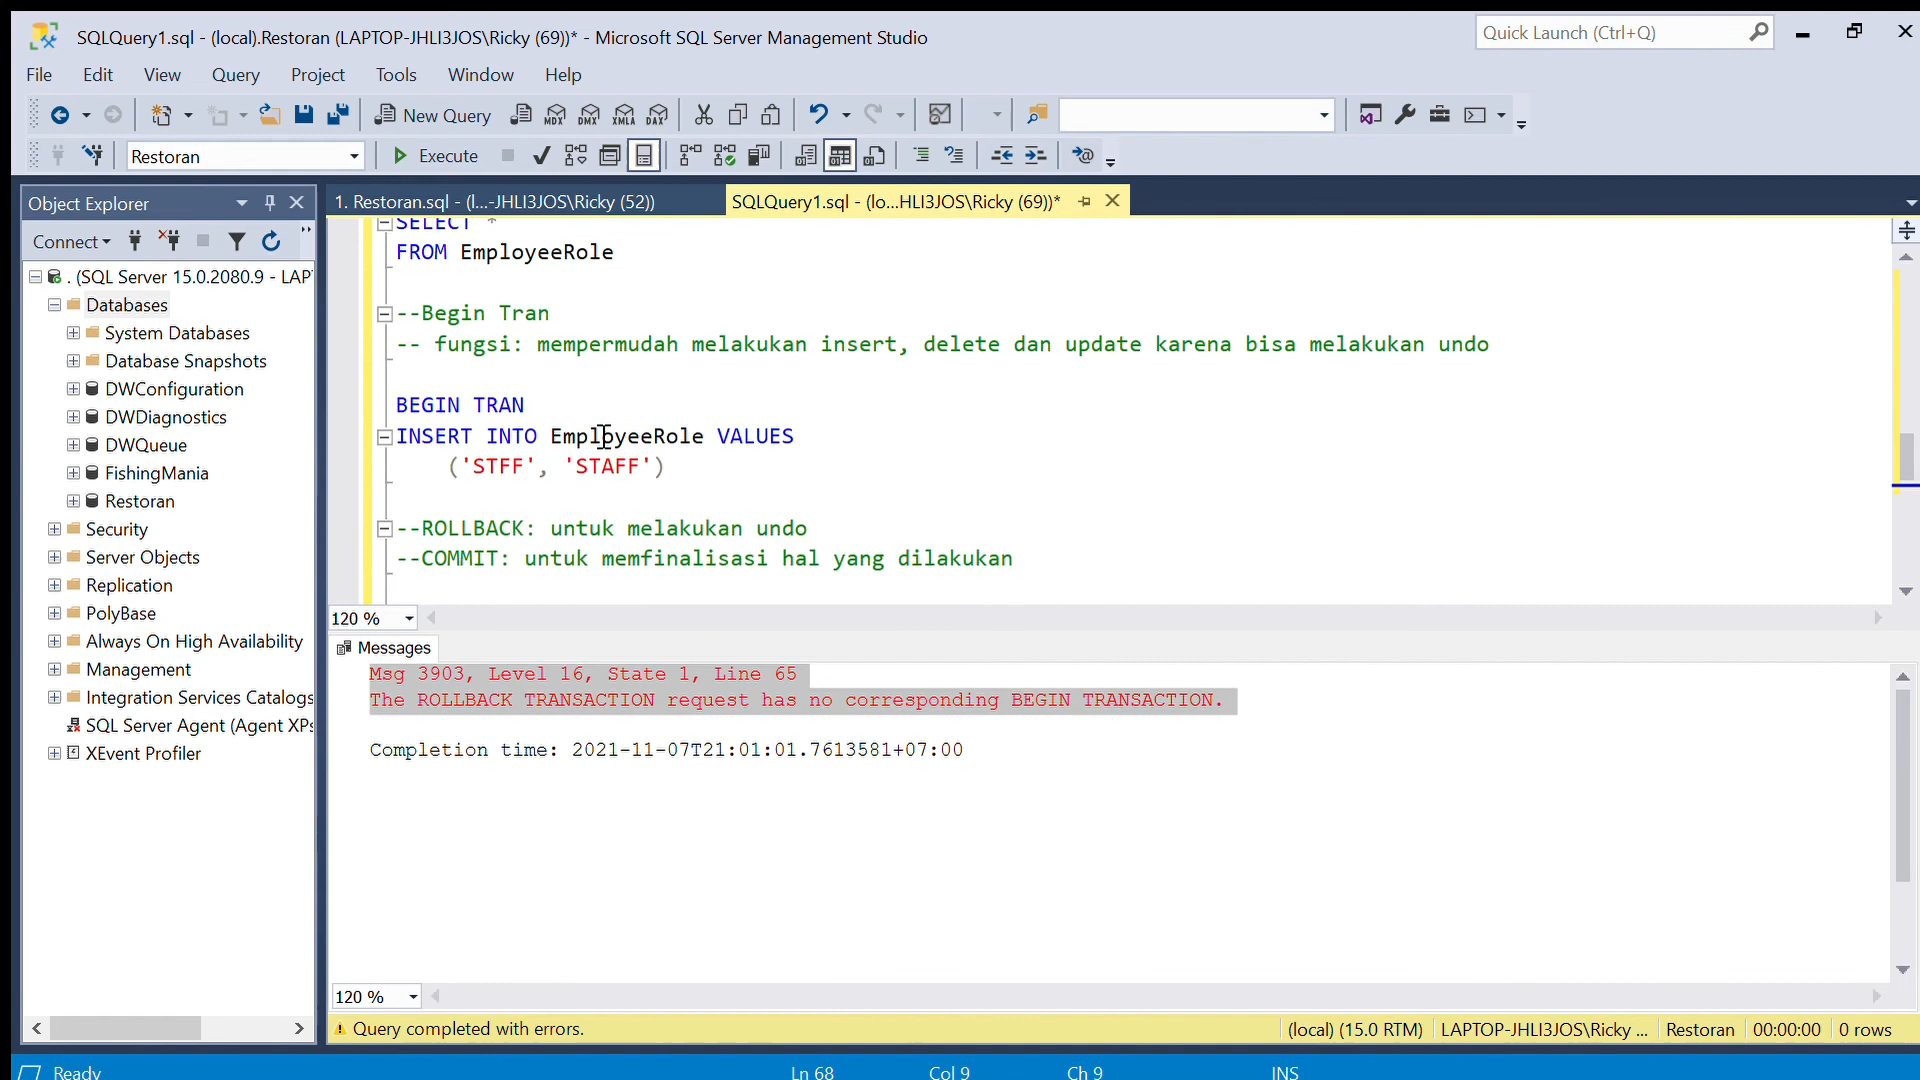 SQLQuery1.sql - (local).Restoran (LAPTOP-JHLI3JOS\Ricky (69))* - Microsoft SQL Server Management Studio
Quick Launch (Ctrl+Q)
File Edit View Query Project Tools Window Help
New Query
MDX DMX XMLA DAX
Restoran
Execute
Object Explorer
1. Restoran.sql - (l...-JHLI3JOS\Ricky (52))
SQLQuery1.sql - (lo...HLI3JOS\Ricky (69))*
Connect
. (SQL Server 15.0.2080.9 - LAP
Databases
System Databases
Database Snapshots
DWConfiguration
DWDiagnostics
DWQueue
FishingMania
Restoran
Security
Server Objects
Replication
PolyBase
Always On High Availability
Management
Integration Services Catalogs
SQL Server Agent (Agent XPs
XEvent Profiler
SELECT *
FROM EmployeeRole
--Begin Tran
-- fungsi: mempermudah melakukan insert, delete dan update karena bisa melakukan undo
BEGIN TRAN
INSERT INTO EmployeeRole VALUES
('STFF', 'STAFF')
--ROLLBACK: untuk melakukan undo
--COMMIT: untuk memfinalisasi hal yang dilakukan
120 %
Messages
Msg 3903, Level 16, State 1, Line 65
The ROLLBACK TRANSACTION request has no corresponding BEGIN TRANSACTION.
Completion time: 2021-11-07T21:01:01.7613581+07:00
120 %
Query completed with errors.
(local) (15.0 RTM)
LAPTOP-JHLI3JOS\Ricky ...
Restoran
00:00:00
0 rows
Ready
Ln 68
Col 9
Ch 9
INS